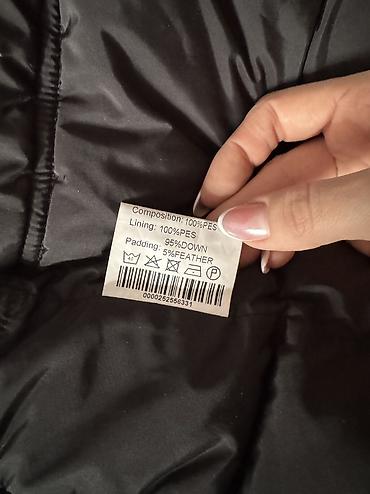 Composition: 100%PES
Lining: 100%PES
95%DOWN
Padding: 5%FEATHER
P
0000252556331